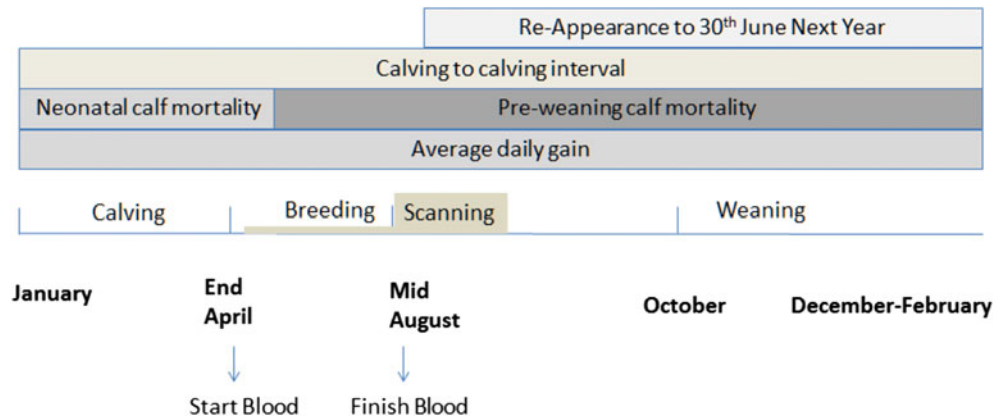 Re-Appearance to 30th June Next Year
Calving to calving interval
Neonatal calf mortality Pre-weaning calf mortality
Average daily gain
Calving Breeding Scanning Weaning
January End April Mid August October December-February
Start Blood Finish Blood